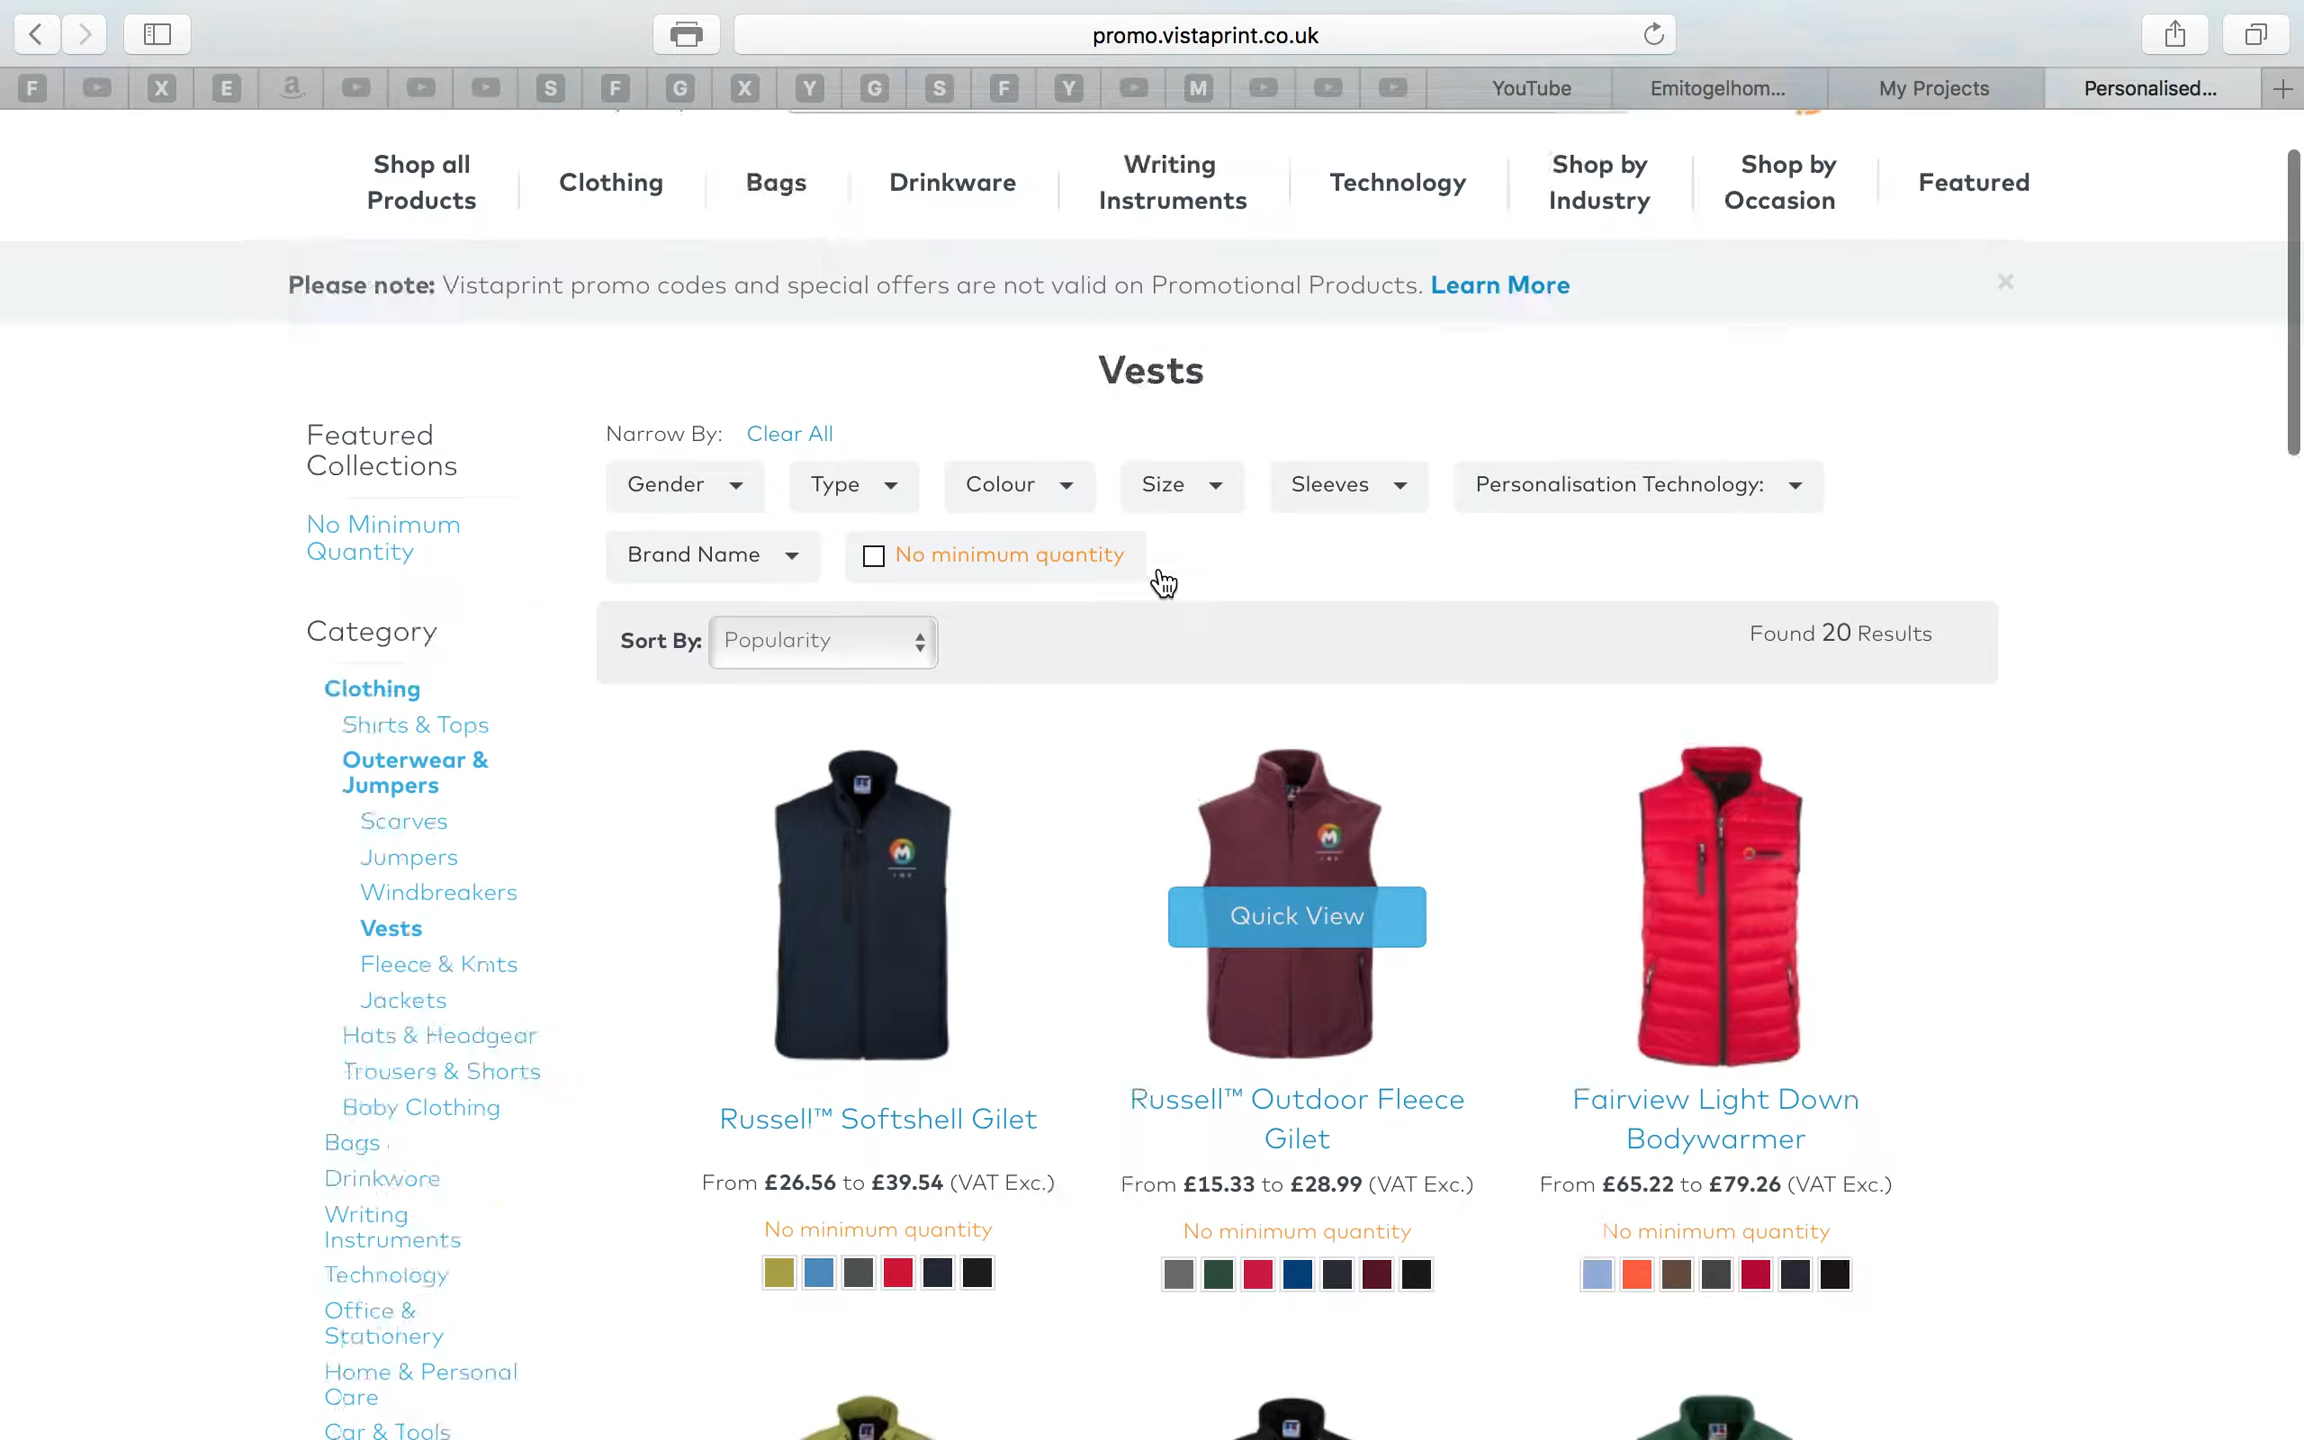 promo.vistaprint.co.uk
F X E a S F G X Y G S F Y M YouTube Emitogelhom... My Projects Personalised... +
Shop all Products
Clothing
Bags
Drinkware
Writing Instruments
Technology
Shop by Industry
Shop by Occasion
Featured
Please note: Vistaprint promo codes and special offers are not valid on Promotional Products. Learn More
Vests
Featured
Collections
No Minimum
Quantity
Narrow By: Clear All
Gender Type Colour Size Sleeves Personalisation Technology:
Brand Name No minimum quantity
Sort By: Popularity
Found 20 Results
Category
Clothing
Shirts & Tops
Outerwear &
Jumpers
Scarves
Jumpers
Windbreakers
Vests
Fleece & Knits
Jackets
Hats & Headgear
Trousers & Shorts
Baby Clothing
Bags
Drinkware
Writing
Instruments
Technology
Office &
Stationery
Home & Personal
Care
Car & Tools
Quick View
Russell™ Softshell Gilet
From £26.56 to £39.54 (VAT Exc.)
No minimum quantity
Russell™ Outdoor Fleece
Gilet
From £15.33 to £28.99 (VAT Exc.)
No minimum quantity
Fairview Light Down
Bodywarmer
From £65.22 to £79.26 (VAT Exc.)
No minimum quantity